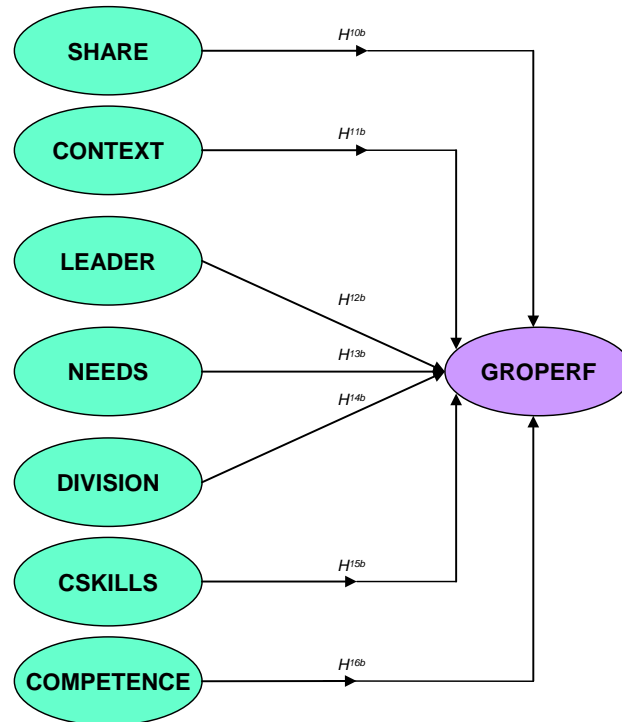 SHARE
H10b
CONTEXT
H11b
LEADER
H12b
NEEDS
H13b
GROPERF
H14b
DIVISION
CSKILLS
H15b
COMPETENCE
H16b